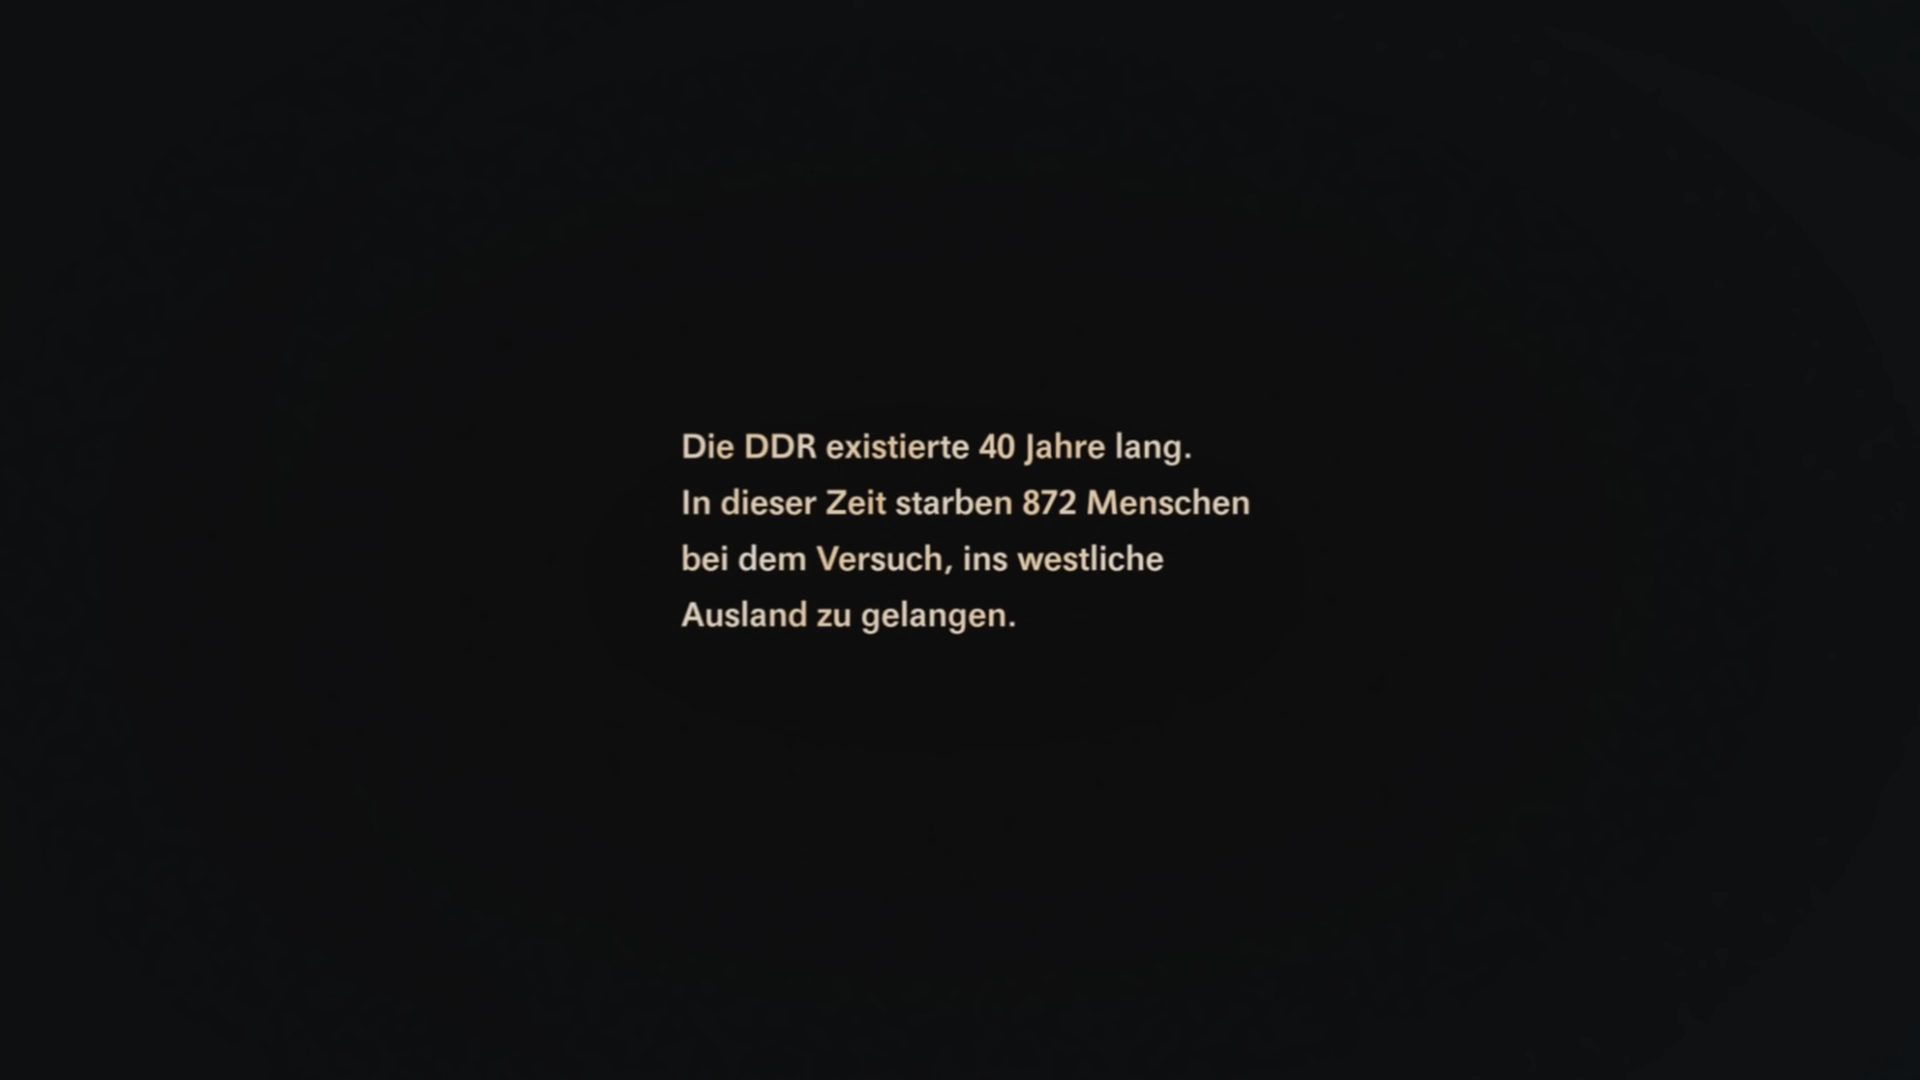 Die DDR existierte 40 Jahre lang.
In dieser Zeit starben 872 Menschen
bei dem Versuch, ins westliche
Ausland zu gelangen.